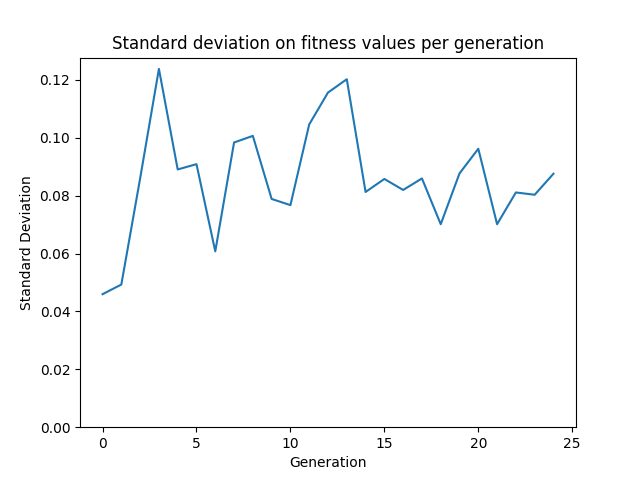 Standard deviation on fitness values per generation
0.12
0.10
0.08
0.06
0.04
0.02
0.00
Standard Deviation
0 5 10 15 20 25
Generation